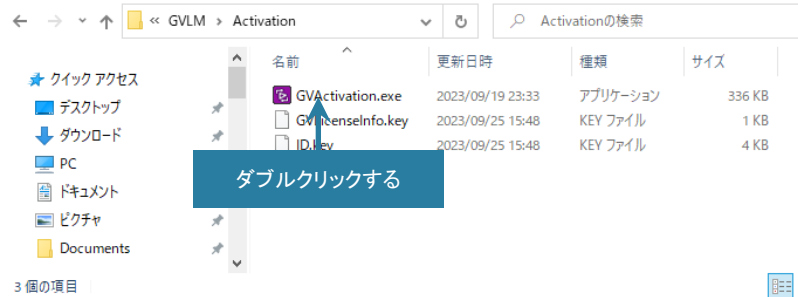 « GVLM > Activation
Activationの検索
名前 更新日時 種類 サイズ
クイック アクセス
デスクトップ
ダウンロード
PC
ドキュメント
ピクチャ
Documents
GVActivation.exe 2023/09/19 23:33 アプリケーション 336 KB
GVLicenseInfo.key 2023/09/25 15:48 KEY ファイル 1 KB
ID.key 2023/09/25 15:48 KEY ファイル 4 KB
ダブルクリックする
3 個の項目